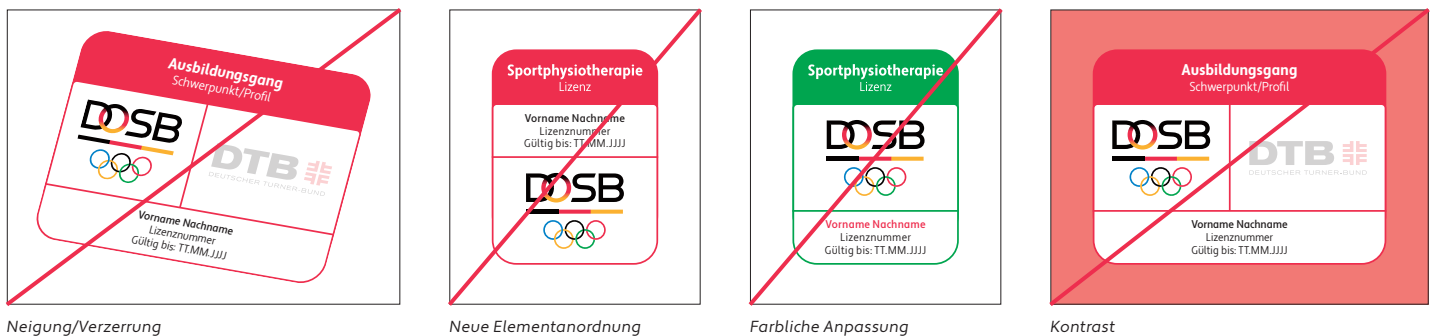 Ausbildungsgang
Schwerpunkt/Profil
DOSB
DTB
DEUTSCHER TURNER-BUND
Vorname Nachname
Lizenznummer
Gültig bis: TT.MM.JJJJ
Neigung/Verzerrung
Sportphysiotherapie
Lizenz
Vorname Nachname
Lizenznummer
Gültig bis: TT.MM.JJJJ
DOSB
Neue Elementanordnung
Sportphysiotherapie
Lizenz
DOSB
Vorname Nachname
Lizenznummer
Gültig bis: TT.MM.JJJJ
Farbliche Anpassung
Ausbildungsgang
Schwerpunkt/Profil
DOSB
DTB
DEUTSCHER TURNER-BUND
Vorname Nachname
Lizenznummer
Gültig bis: TT.MM.JJJJ
Kontrast